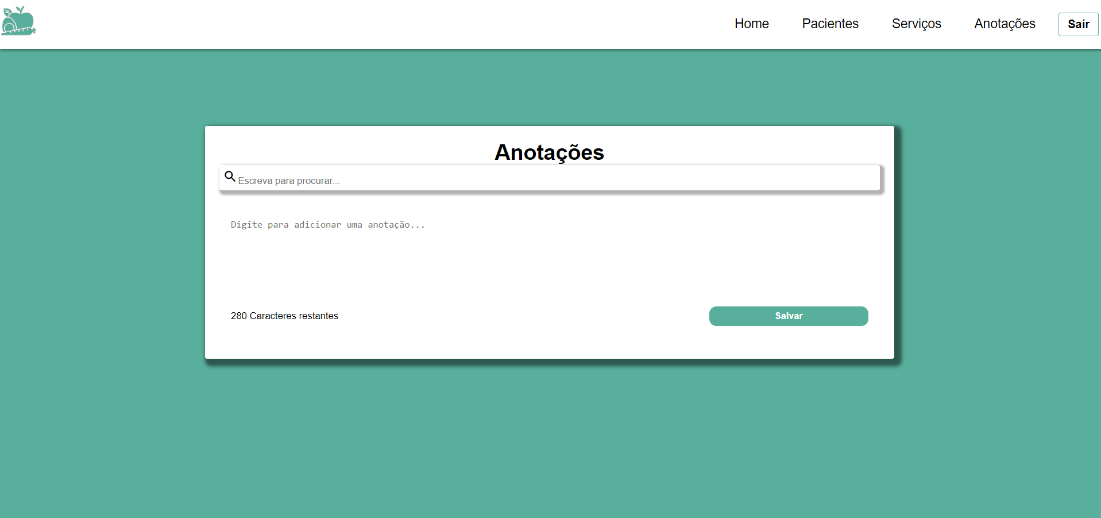 Home Pacientes Serviços Anotações Sair
Anotações
Escreva para procurar...
Digite para adicionar uma anotação...
280 Caracteres restantes Salvar